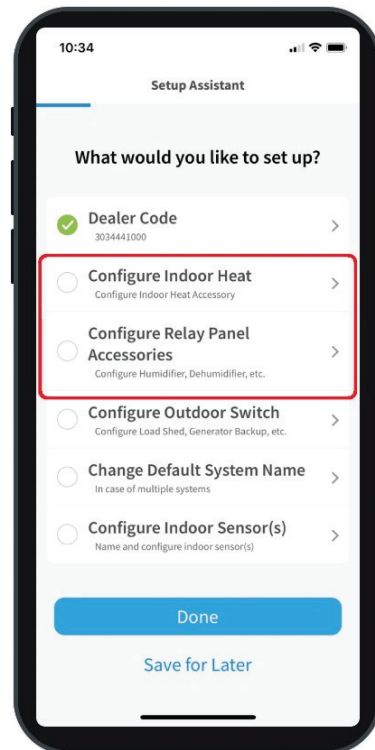 10:34
Setup Assistant
What would you like to set up?
Dealer Code
3034441000
Configure Indoor Heat
Configure Indoor Heat Accessory
Configure Relay Panel
Accessories
Configure Humidifier, Dehumidifier, etc.
Configure Outdoor Switch
Configure Load Shed, Generator Backup, etc.
Change Default System Name
In case of multiple systems
Configure Indoor Sensor(s)
Name and configure indoor sensor(s)
Done
Save for Later